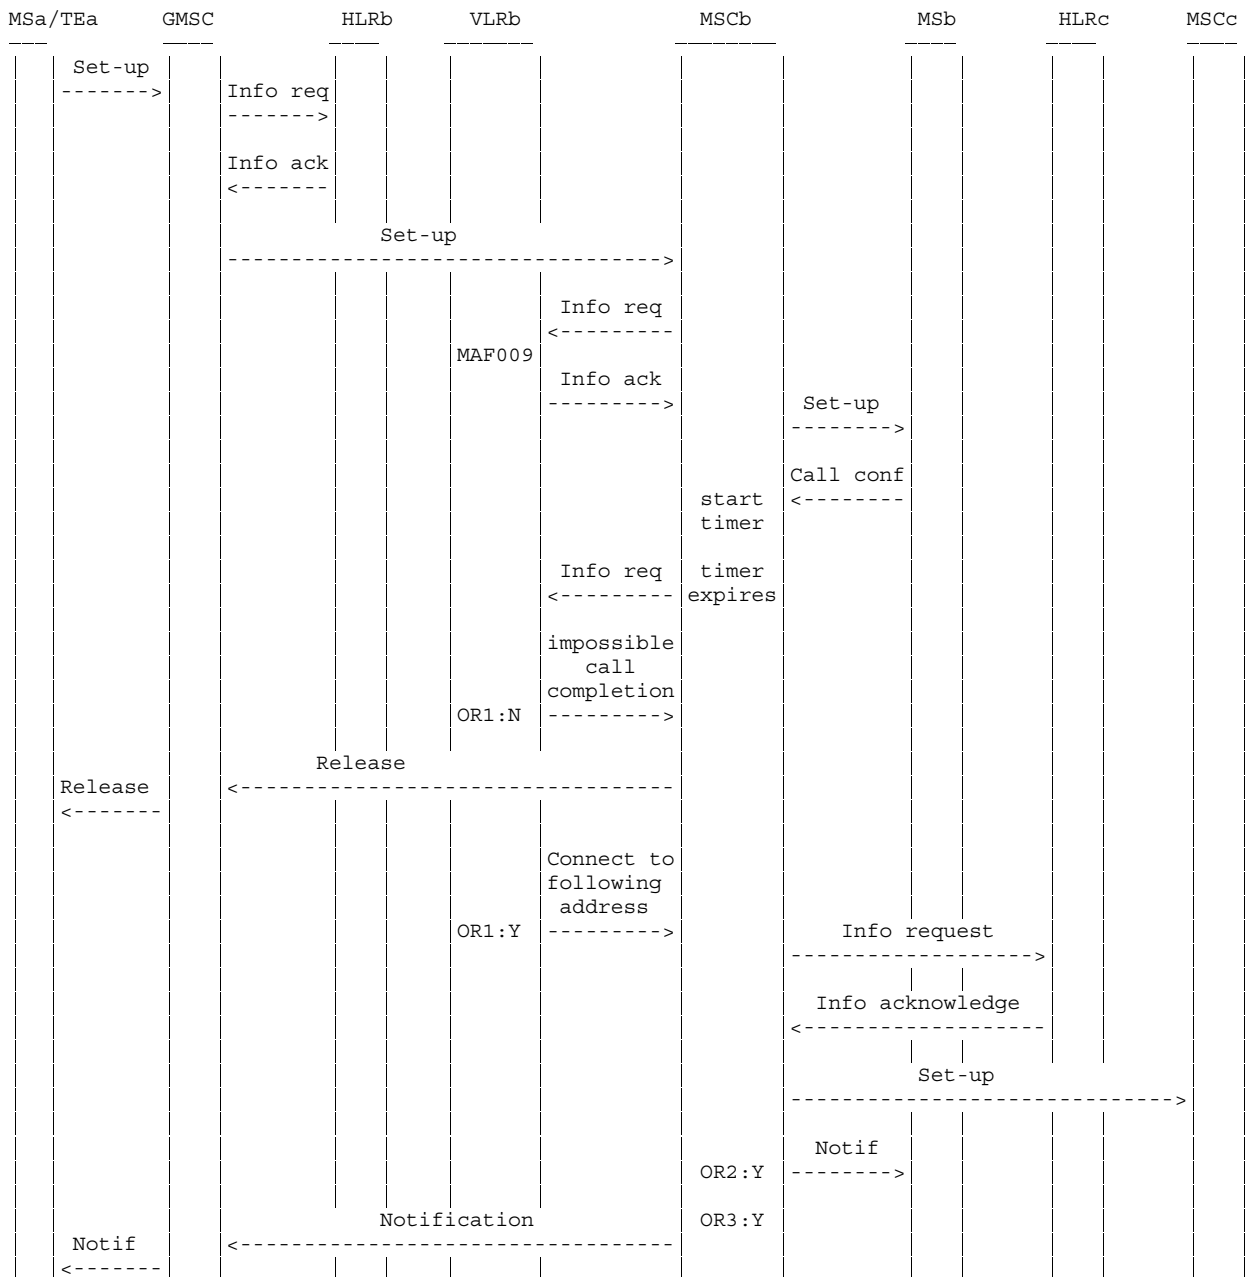 MSa/TEa GMSC HLRb VLRb MSCb MSb HLRc MSCc
Set-up
-------> Info req
------->
Info ack
<-------
Set-up
---------------------------------->
Info req
<----------
MAF009
Info ack
---------> Set-up
-------->
Call conf
start <--------
timer
Info req timer
<--------- expires
impossible
call
completion
OR1:N --------->
Release
Release <----------------------------------
<-------
Connect to
following
address
OR1:Y ---------> Info request
------------------->
Info acknowledge
<-------------------
Set-up
------------------------------>
Notif
OR2:Y -------->
Notification OR3:Y
Notif <----------------------------------
<-------